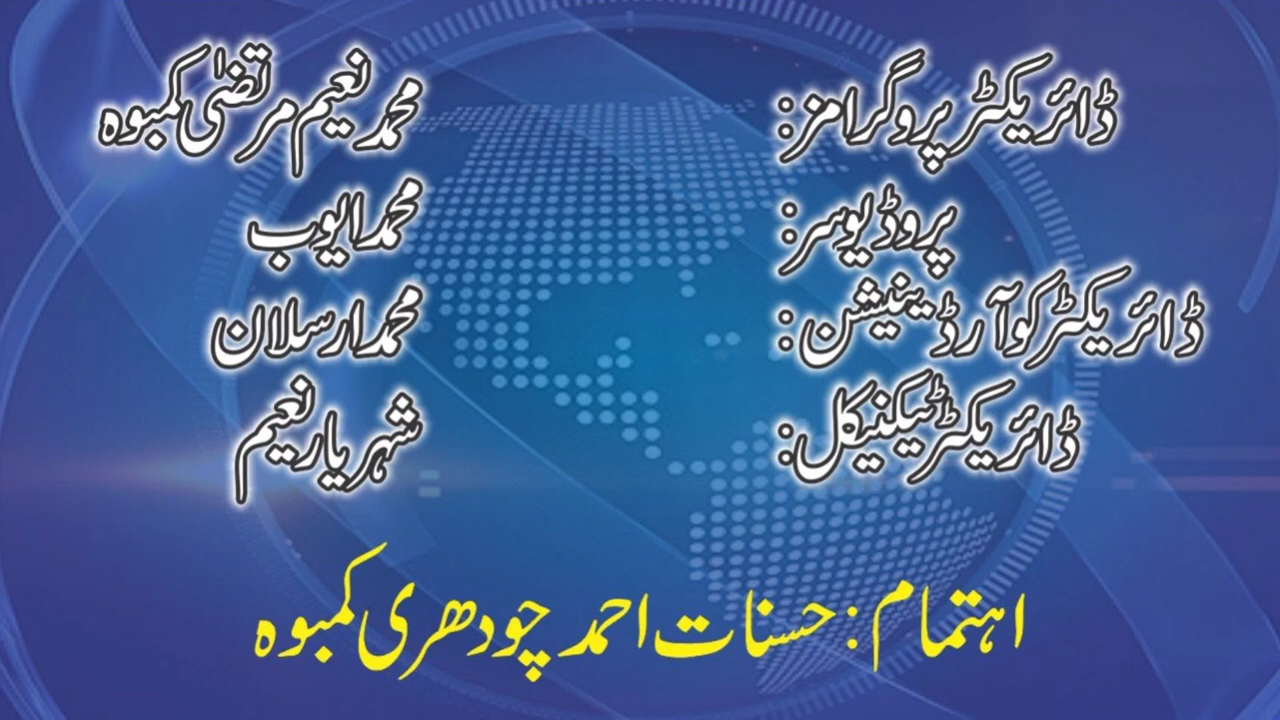 ڈائریکٹر پروگرامز: محمد نعیم مرتضیٰ کمبوہ
پروڈیوسر: محمد ایوب
ڈائریکٹر کوآرڈینیشن: محمد ارسلان
ڈائریکٹر ٹیکنیکل: شہریار نعیم
اہتمام: حسنات احمد چودھری کمبوہ